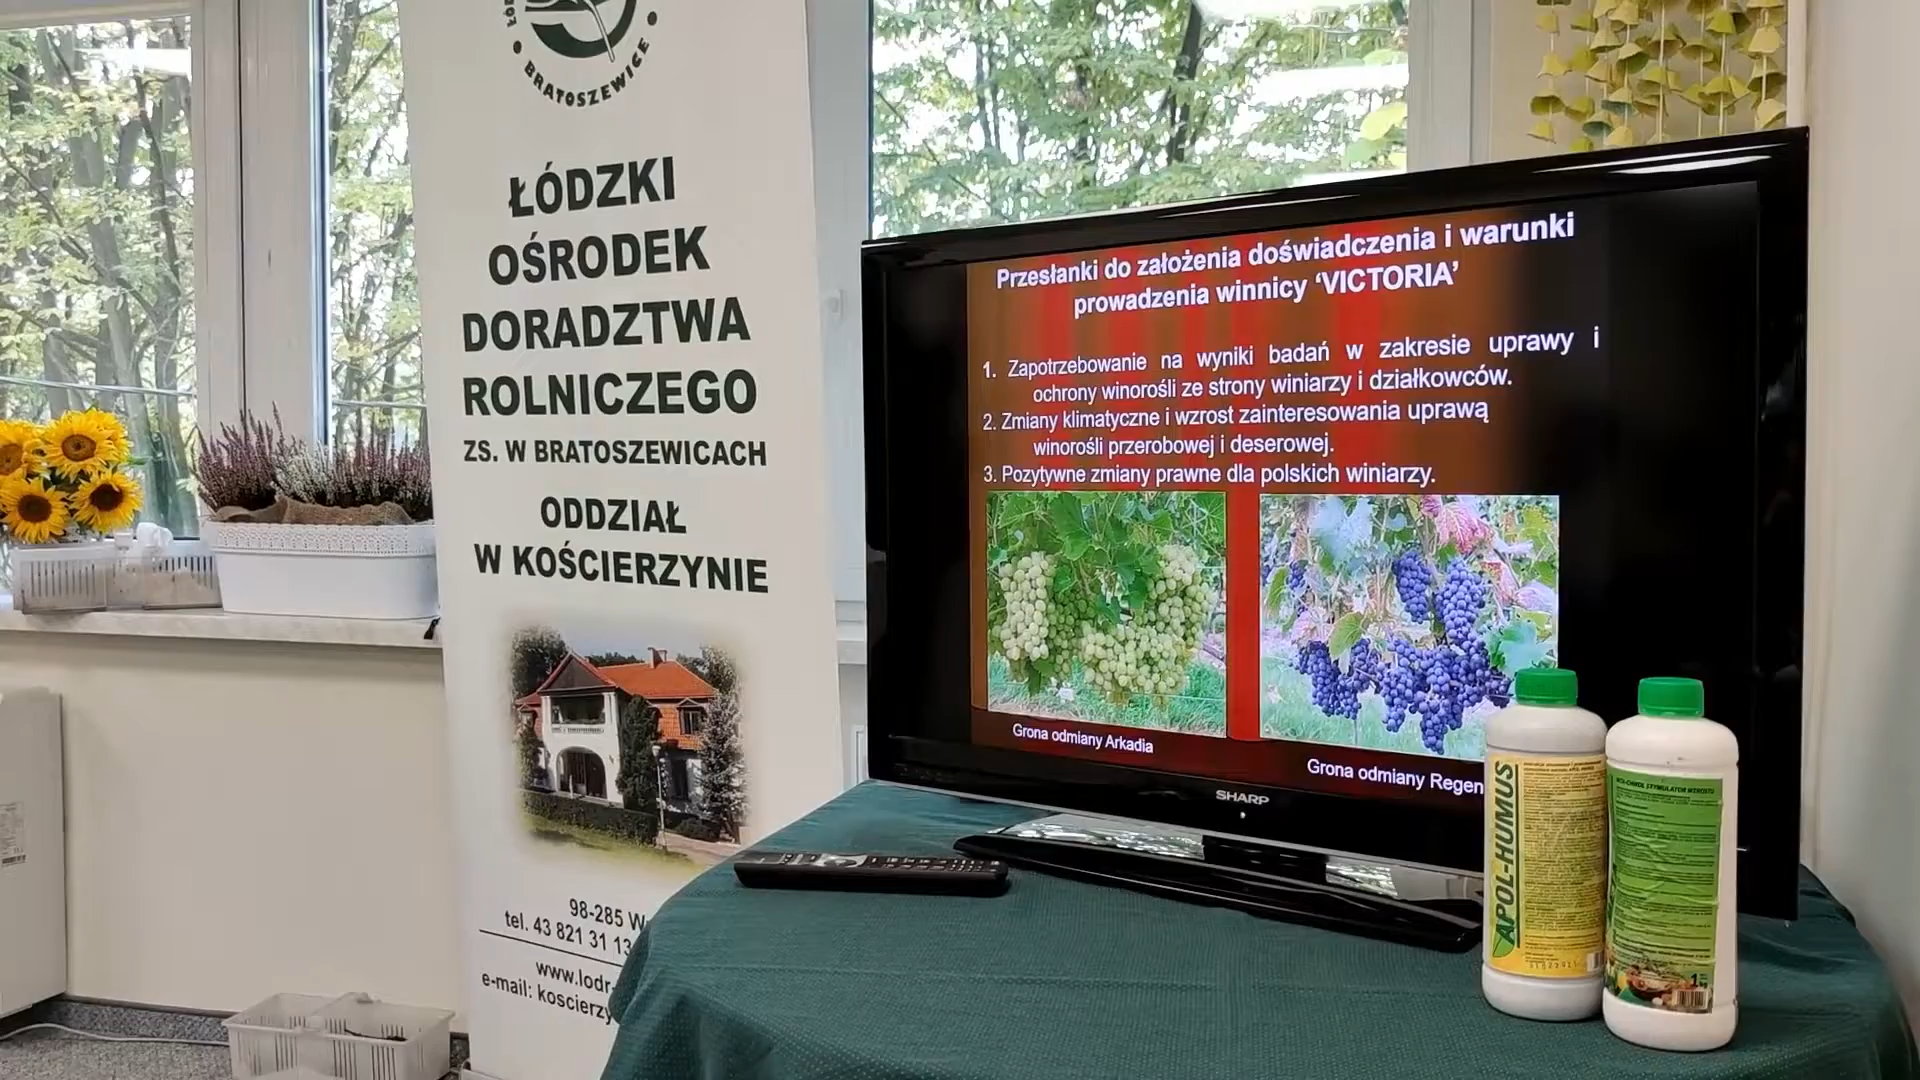 BRATOSZEWICE
ŁÓDZKI
OŚRODEK
DORADZTWA
ROLNICZEGO
ZS. W BRATOSZEWICACH
ODDZIAŁ
W KOŚCIERZYNIE
98-285
tel. 43 821 31 13
www.lodr-
e-mail:
Przesłanki do założenia doświadczenia i warunki
prowadzenia winnicy ‘VICTORIA’
1. Zapotrzebowanie na wyniki badań w zakresie uprawy i
ochrony winorośli ze strony winiarzy i działkowców.
2. Zmiany klimatyczne i wzrost zainteresowania uprawą
winorośli przerobowej i deserowej.
3. Pozytywne zmiany prawne dla polskich winiarzy.
Grona odmiany Arkadia
Grona odmiany Regen
SHARP
APOL-HUMUS
STYMULATOR WZROSTU
1